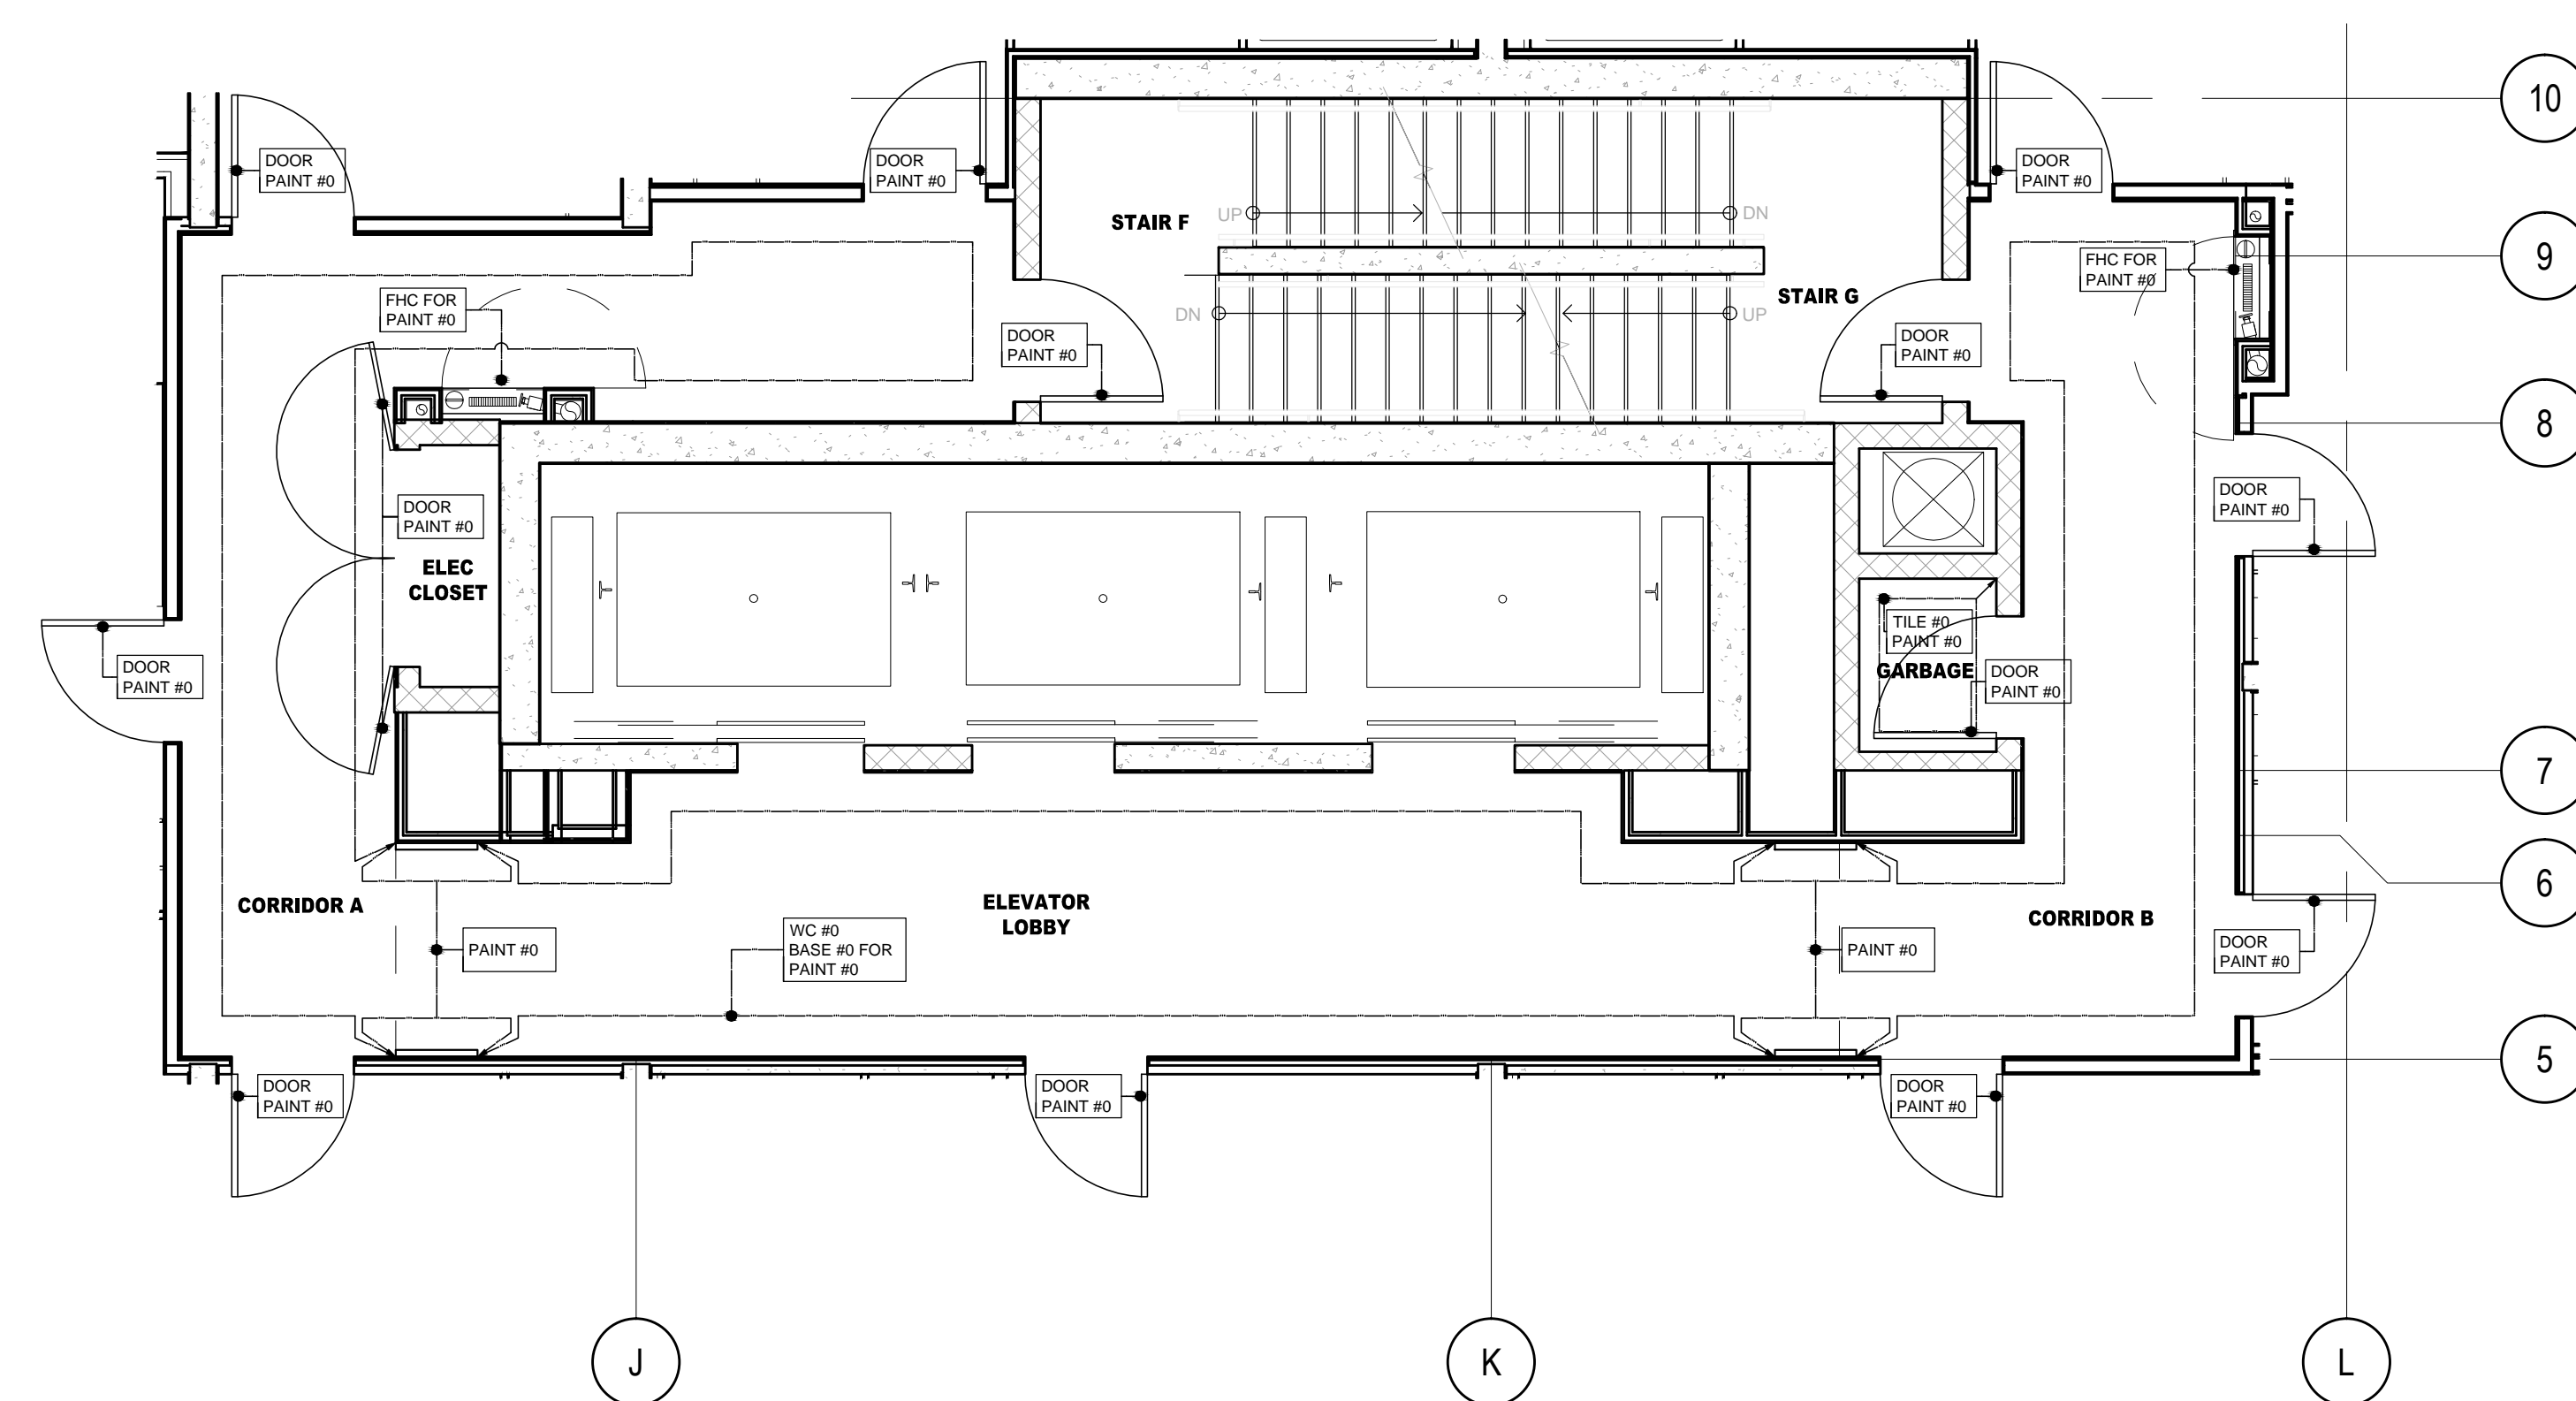 10
DOOR
PAINT #0
DOOR
PAINT #0
DOOR
PAINT #0
STAIR F
UP
DN
9
FHC FOR
PAINT #0
FHC FOR
PAINT #0
STAIR G
DN
UP
DOOR
PAINT #0
DOOR
PAINT #0
8
DOOR
PAINT #0
DOOR
PAINT #0
ELEC
CLOSET
TILE #0
PAINT #0
GARBAGE
DOOR
PAINT #0
DOOR
PAINT #0
7
6
CORRIDOR A
ELEVATOR
LOBBY
CORRIDOR B
PAINT #0
WC #0
BASE #0 FOR
PAINT #0
PAINT #0
DOOR
PAINT #0
5
DOOR
PAINT #0
DOOR
PAINT #0
DOOR
PAINT #0
J
K
L